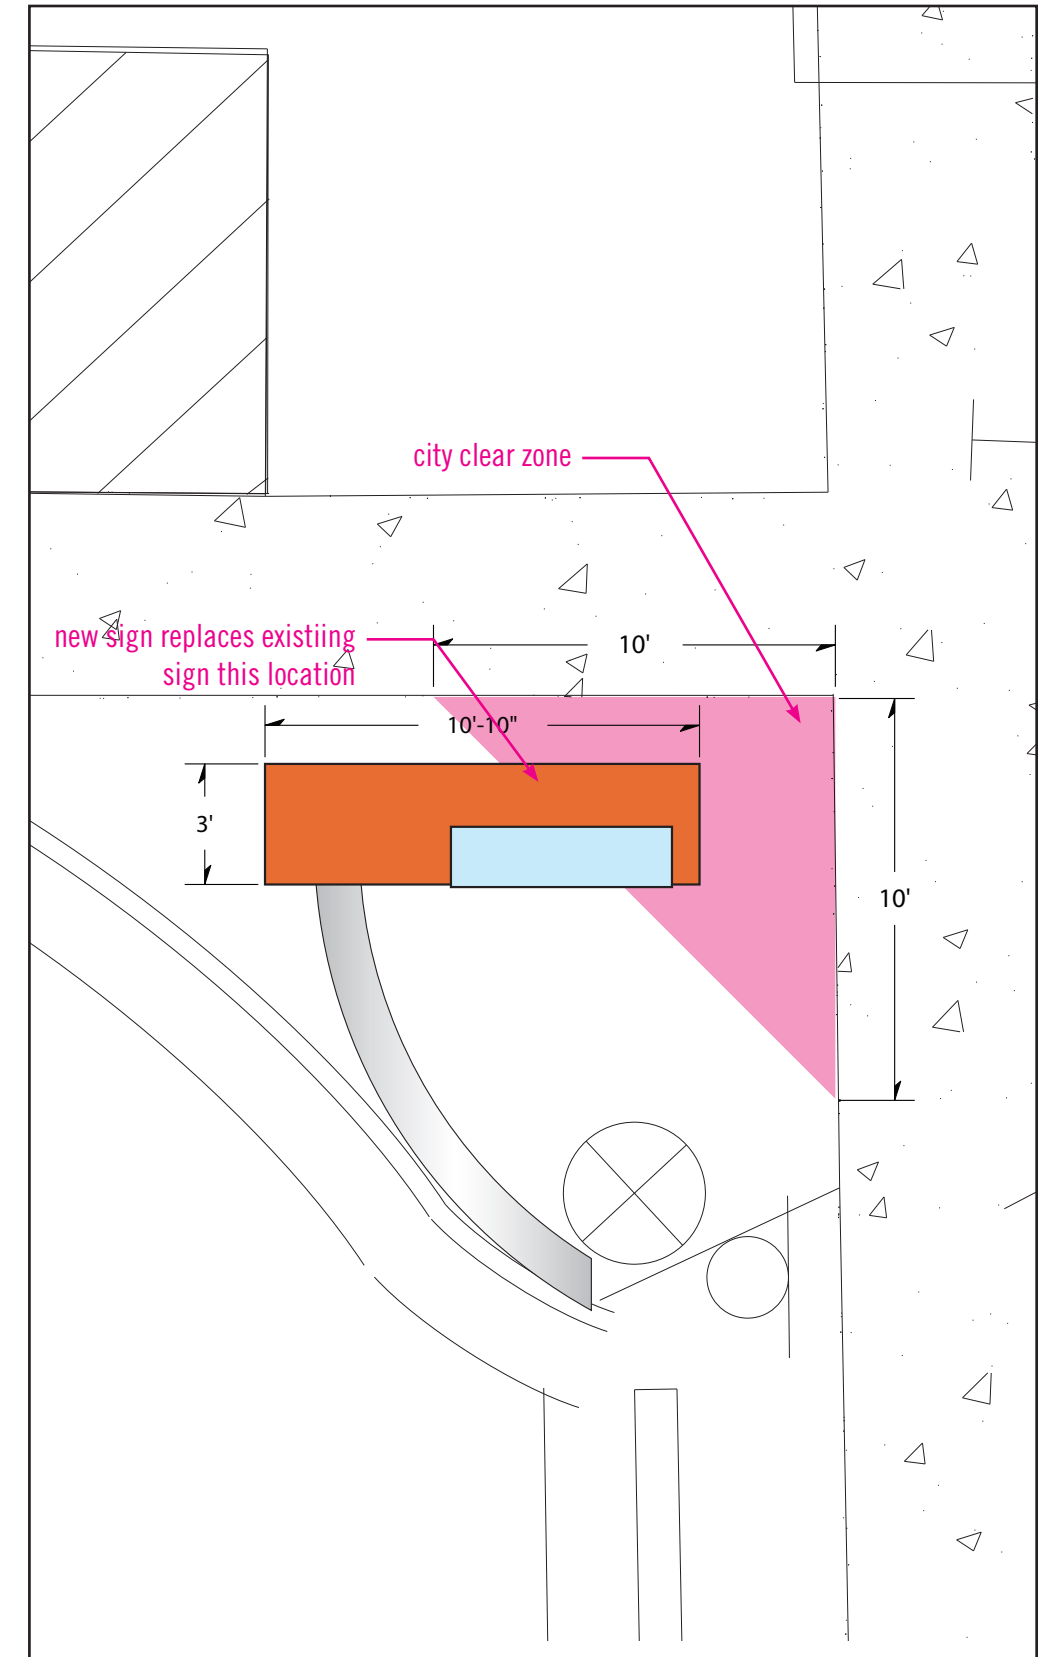 city clear zone
new sign replaces existiing
sign this location
10'
10'-10"
3'
10'